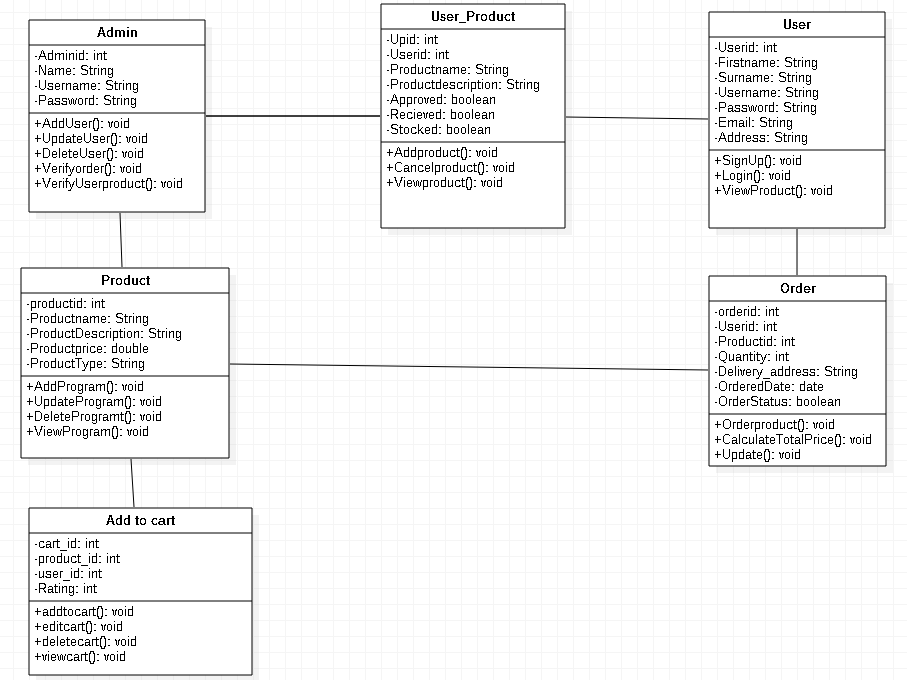 Admin
-Adminid: int
-Name: String
-Username: String
-Password: String
+AddUser(): void
+UpdateUser(): void
+DeleteUser(): void
+Verifyorder(): void
+VerifyUserproduct(): void
User_Product
-Upid: int
-Userid: int
-Productname: String
-Productdescription: String
-Approved: boolean
-Recieved: boolean
-Stocked: boolean
+Addproduct(): void
+Cancelproduct(): void
+Viewproduct(): void
User
-Userid: int
-Firstname: String
-Surname: String
-Username: String
-Password: String
-Email: String
-Address: String
+SignUp(): void
+Login(): void
+ViewProduct(): void
Product
-productid: int
-Productname: String
-ProductDescription: String
-Productprice: double
-ProductType: String
+AddProgram(): void
+UpdateProgram(): void
+DeleteProgramt(): void
+ViewProgram(): void
Order
-orderid: int
-Userid: int
-Productid: int
-Quantity: int
-Delivery_address: String
-OrderedDate: date
-OrderStatus: boolean
+Orderproduct(): void
+CalculateTotalPrice(): void
+Update(): void
Add to cart
-cart_id: int
-product_id: int
-user_id: int
-Rating: int
+addtocart(): void
+editcart(): void
+deletecart(): void
+viewcart(): void